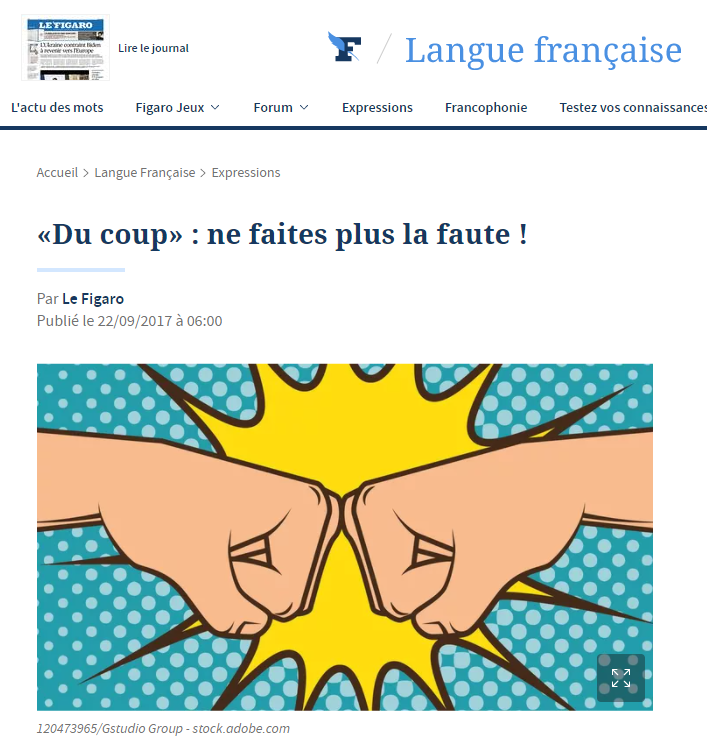 LE FIGARO
L'Ukraine contraint Biden
à revenir vers l'Europe
Lire le journal
F / Langue française
L'actu des mots Figaro Jeux Forum Expressions Francophonie Testez vos connaissances
Accueil > Langue Française > Expressions
«Du coup» : ne faites plus la faute !
Par Le Figaro
Publié le 22/09/2017 à 06:00
120473965/Gstudio Group - stock.adobe.com